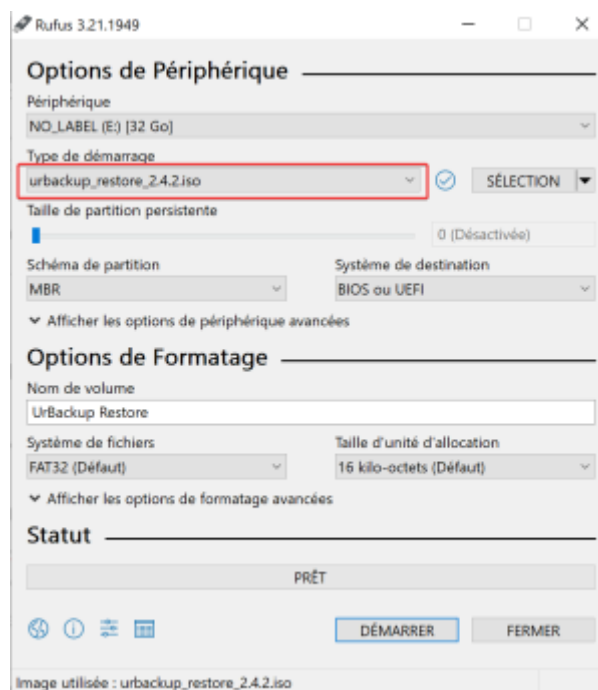 Rufus 3.21.1949
Options de Périphérique
Périphérique
NO_LABEL (E:) [32 Go]
Type de démarrage
urbackup_restore_2.4.2.iso
SÉLECTION
Taille de partition persistente
0 (Désactivée)
Schéma de partition Système de destination
MBR BIOS ou UEFI
Afficher les options de périphérique avancées
Options de Formatage
Nom de volume
UrBackup Restore
Système de fichiers Taille d'unité d'allocation
FAT32 (Défaut) 16 kilo-octets (Défaut)
Afficher les options de formatage avancées
Statut
PRÊT
DÉMARRER FERMER
Image utilisée : urbackup_restore_2.4.2.iso